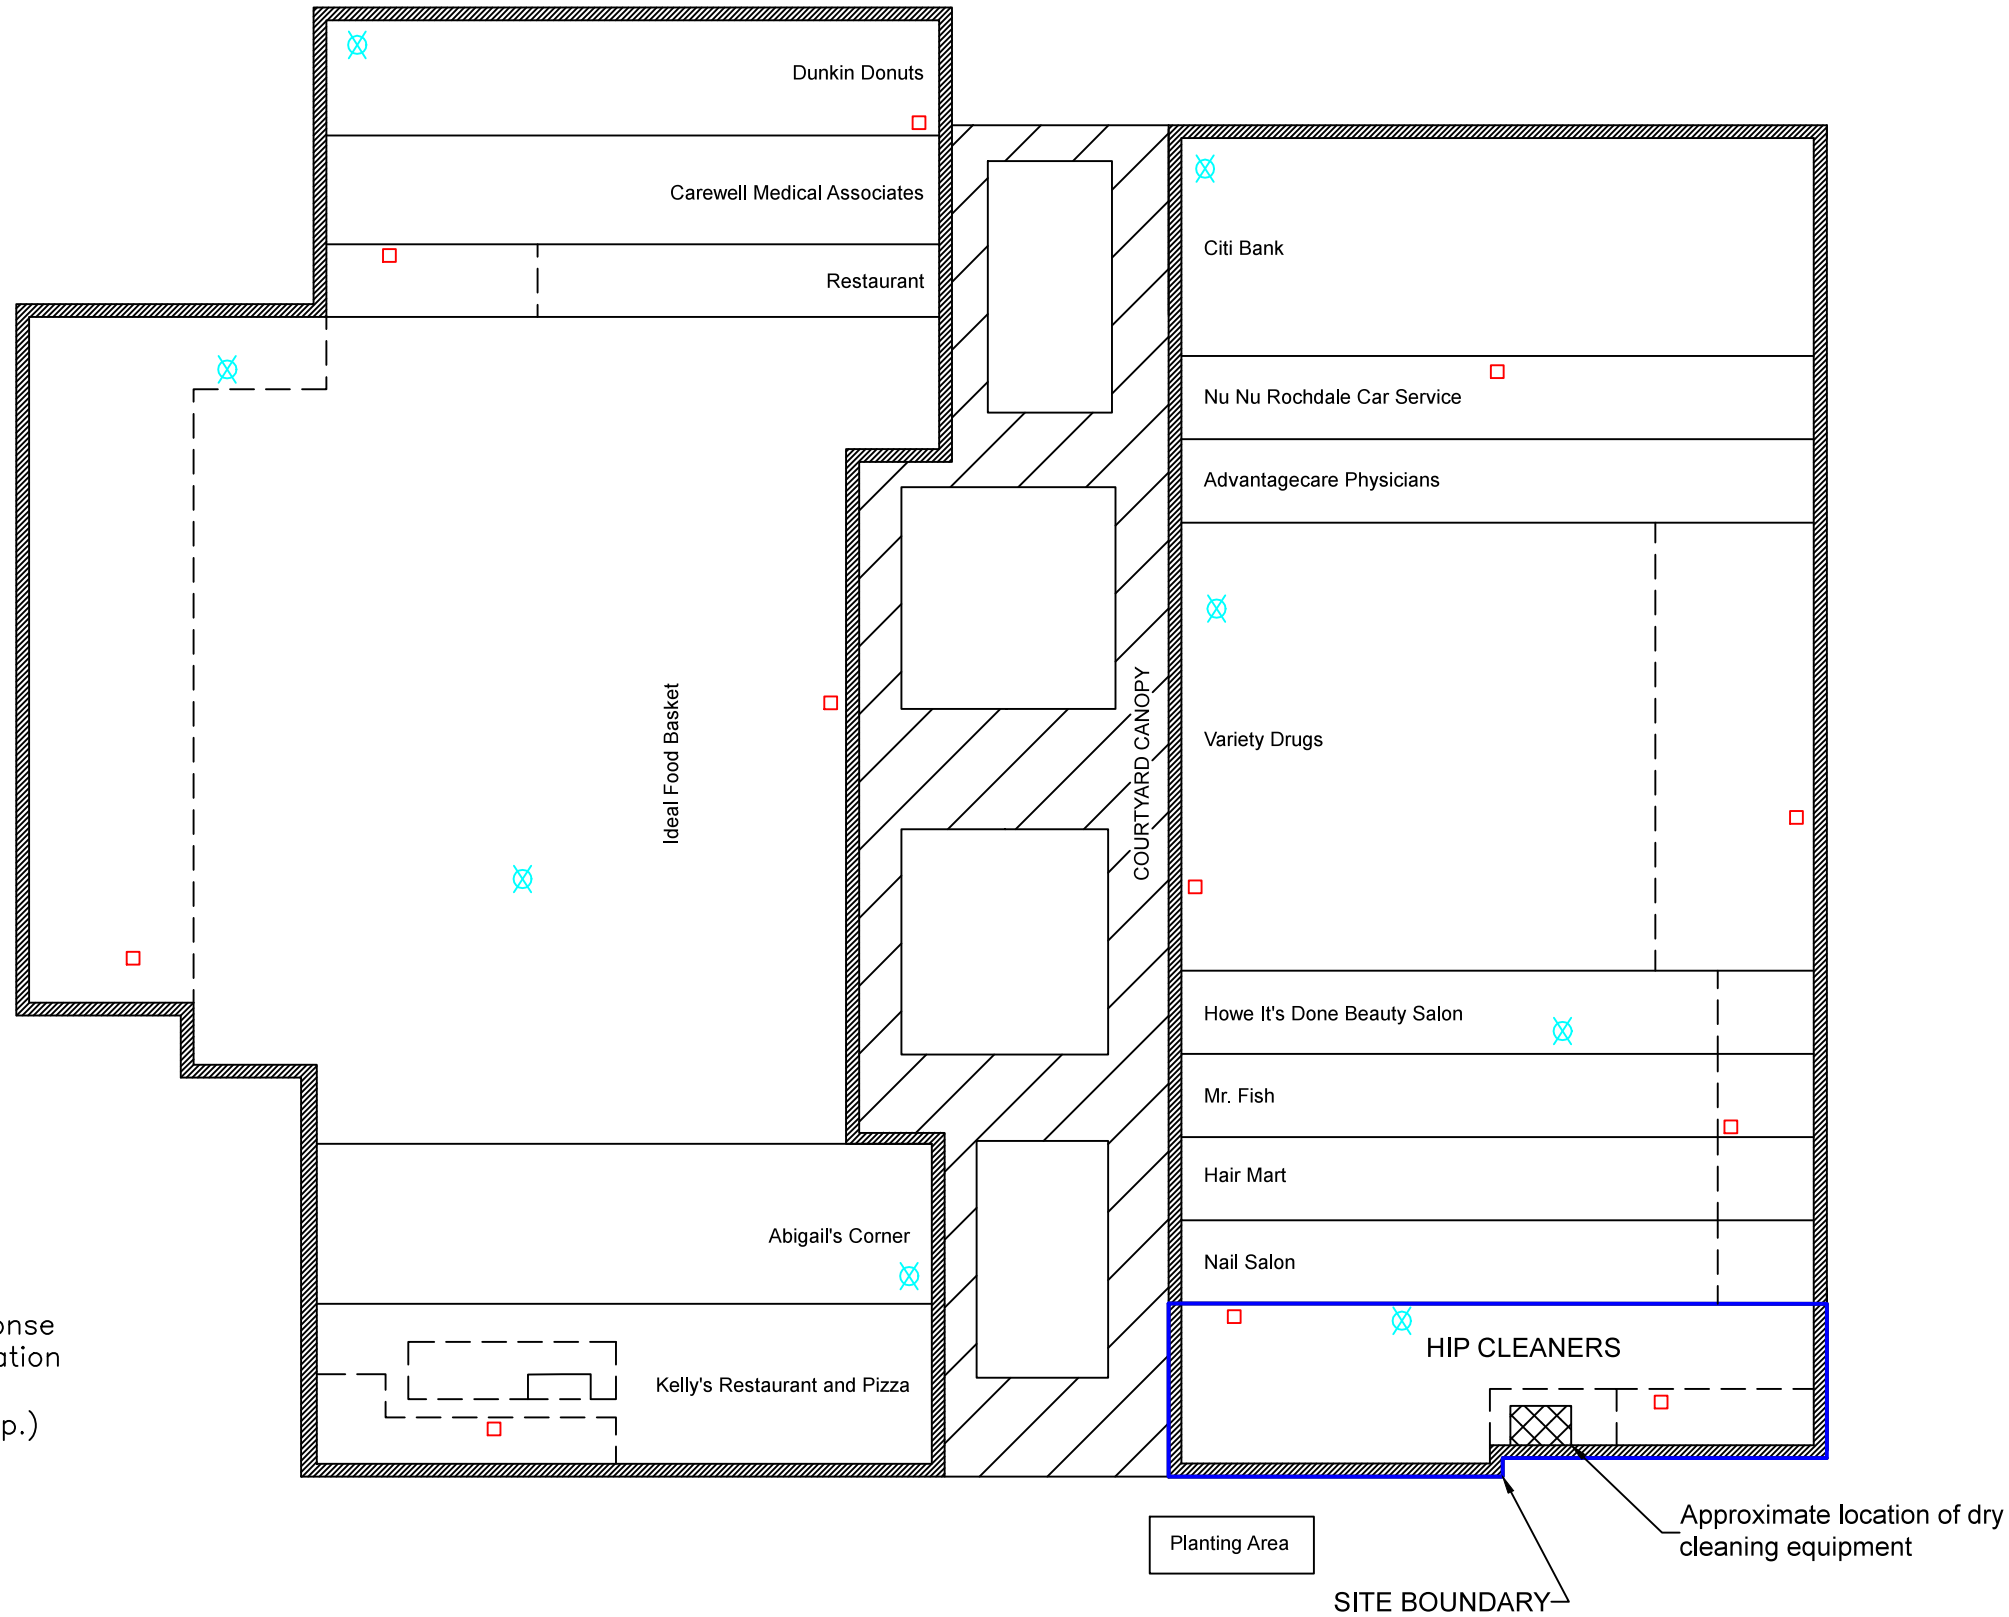 Dunkin Donuts
Carewell Medical Associates
Restaurant
Ideal Food Basket
Abigail's Corner
Kelly's Restaurant and Pizza
COURTYARD CANOPY
Citi Bank
Nu Nu Rochdale Car Service
Advantagecare Physicians
Variety Drugs
Howe It's Done Beauty Salon
Mr. Fish
Hair Mart
Nail Salon
HIP CLEANERS
Planting Area
Approximate location of dry
cleaning equipment
SITE BOUNDARY
onse
ation
p.)